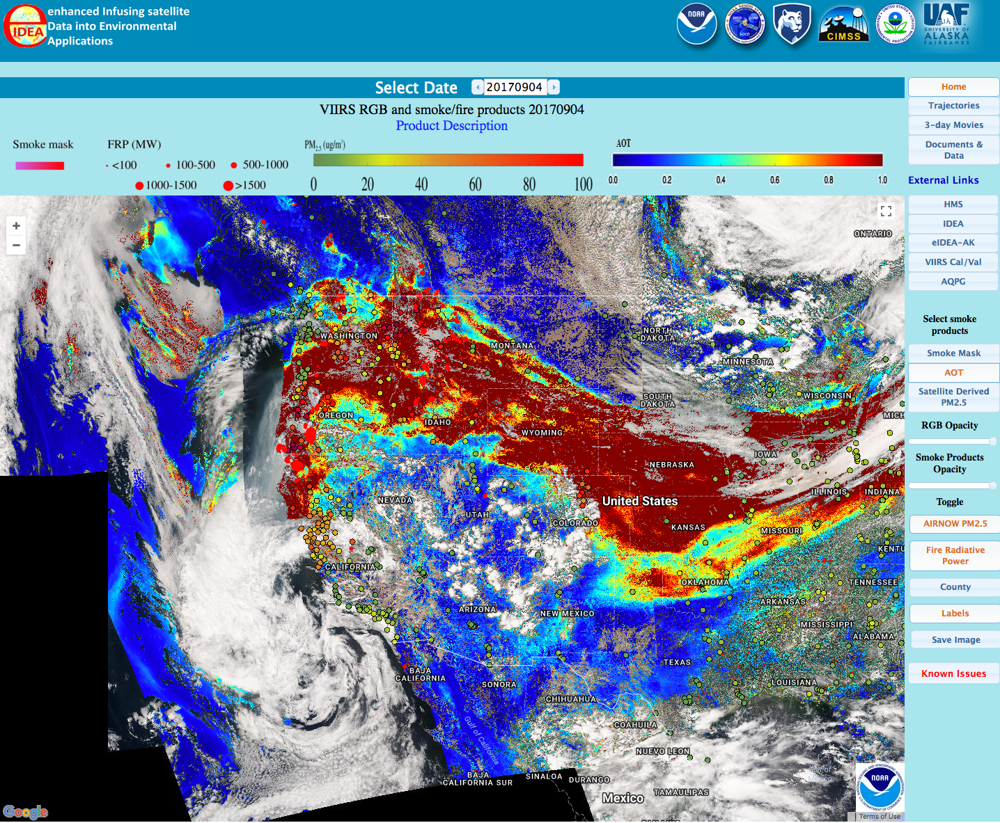 enhanced Infusing satellite
Data into Environmental
Applications
IDEA
NOAA
CIMSS
UAF
UNIVERSITY OF
ALASKA
FAIRBANKS
Select Date 20170904
VIIRS RGB and smoke/fire products 20170904
Product Description
Smoke mask
FRP (MW)
<100
100-500
500-1000
1000-1500
>1500
PM2.5 (ug/m³)
0 20 40 60 80 100
AOT
0.0 0.2 0.4 0.6 0.8 1.0
Home
Trajectories
3-day Movies
Documents &
Data
External Links
HMS
IDEA
eIDEA-AK
VIIRS Cal/Val
AQPG
Select smoke
products
Smoke Mask
AOT
Satellite Derived
PM2.5
RGB Opacity
Smoke Products
Opacity
Toggle
AIRNOW PM2.5
Fire Radiative
Power
County
Labels
Save Image
Known Issues
+
−
ONTARIO
WASHINGTON
MONTANA
NORTH
DAKOTA
MINNESOTA
SOUTH
DAKOTA
WISCONSIN
MICH
OREGON
IDAHO
WYOMING
IOWA
NEBRASKA
ILLINOIS
INDIANA
NEVADA
United States
UTAH
COLORADO
KANSAS
MISSOURI
KENTU
CALIFORNIA
OKLAHOMA
TENNESSEE
ARKANSAS
ARIZONA
NEW MEXICO
MISSISSIPPI
ALABAMA
TEXAS
BAJA
CALIFORNIA
SONORA
LOUISIANA
CHIHUAHUA
Gulf of California
COAHUILA
NUEVO LEON
BAJA
CALIFORNIA SUR
SINALOA
DURANGO
TAMAULIPAS
Mexico
NOAA
Google
Terms of Use